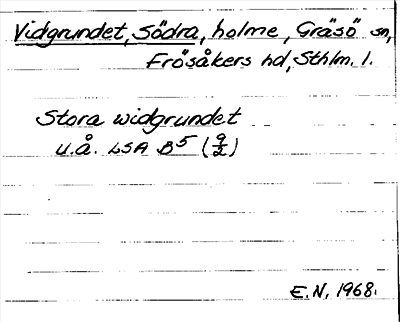 Vidgrundet, Södra, holme, Gräsö sn,
Frösåkers hd, Sthlm. l.
Stora widgrundet
u.å. LSA B5 (9/2)
E.N. 1968.